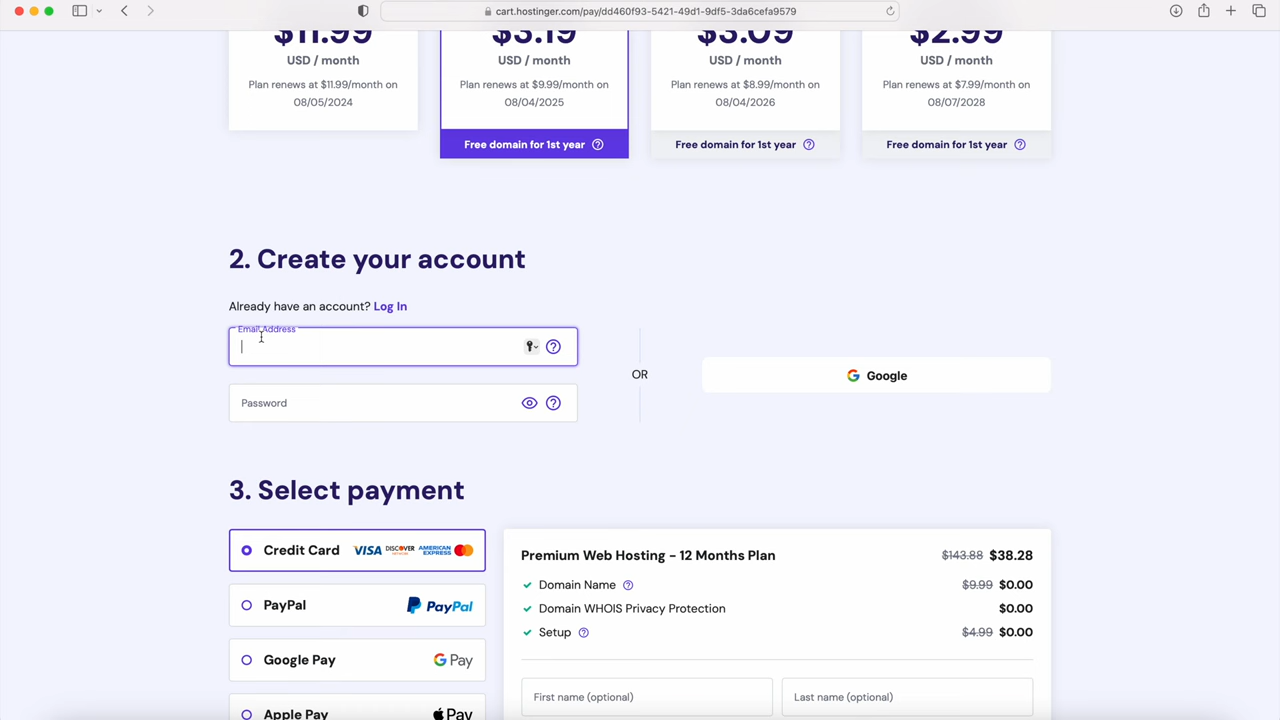 cart.hostinger.com/pay/dd460f93-5421-49d1-9df5-3da6cefa9579
$11.99 $3.19 $3.09 $2.99
USD / month USD / month USD / month USD / month
Plan renews at $11.99/month on Plan renews at $9.99/month on Plan renews at $8.99/month on Plan renews at $7.99/month on
08/05/2024 08/04/2025 08/04/2026 08/07/2028
Free domain for 1st year Free domain for 1st year Free domain for 1st year
2. Create your account
Already have an account? Log In
Email Address
OR
Google
Password
3. Select payment
Credit Card VISA DISCOVER AMERICAN EXPRESS
PayPal PayPal
Google Pay G Pay
Apple Pay Pay
Premium Web Hosting - 12 Months Plan $143.88 $38.28
Domain Name $9.99 $0.00
Domain WHOIS Privacy Protection $0.00
Setup $4.99 $0.00
First name (optional) Last name (optional)